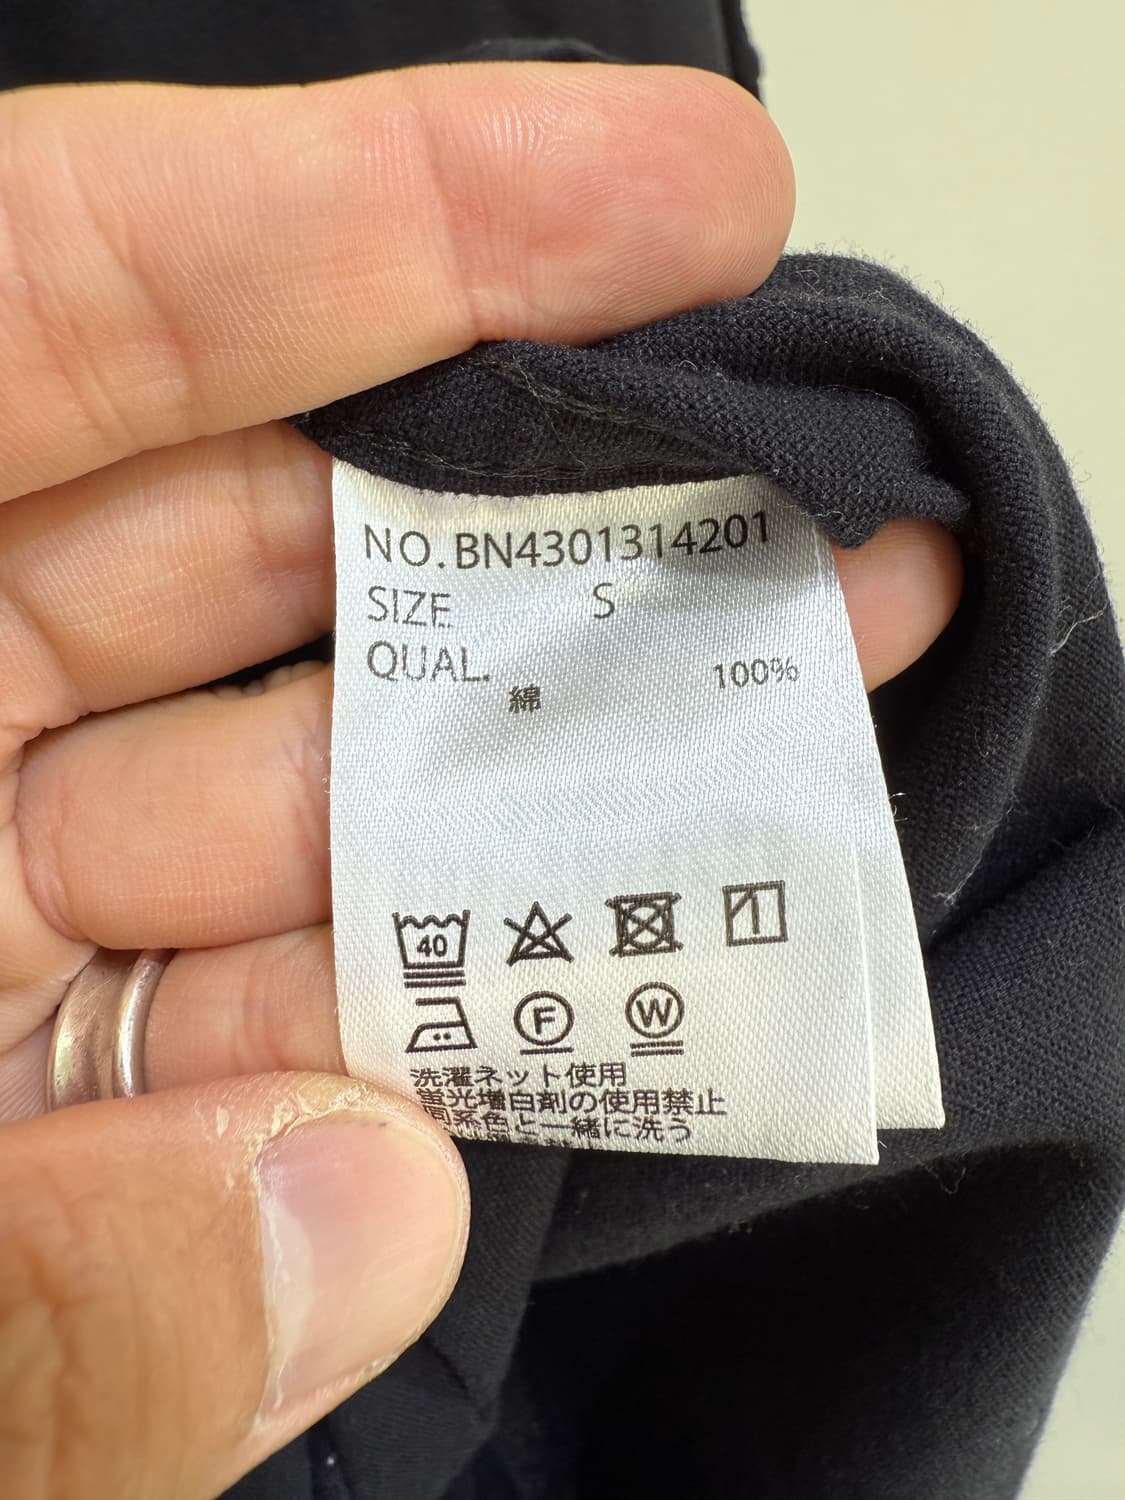 NO.BN4301314201
SIZE S
QUAL.
綿 100%
40
F W
洗濯ネット使用
蛍光増白剤の使用禁止
同系色と一緒に洗う